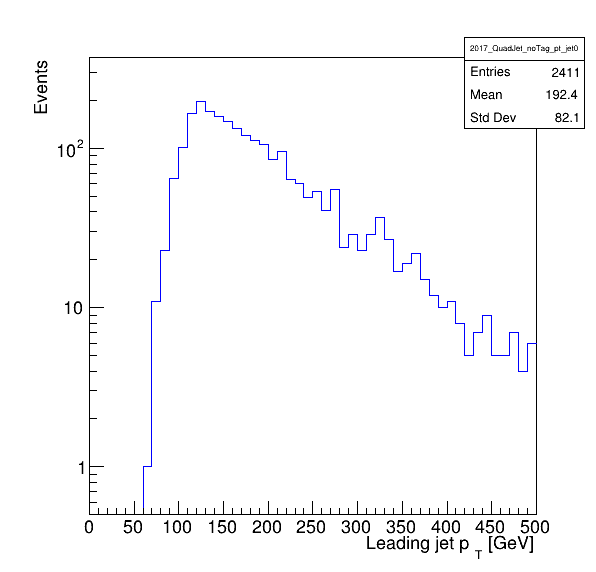 2017_QuadJet_noTag_pt_jet0
Entries 2411
Mean 192.4
Std Dev 82.1
Events
10²
10
1
0 50 100 150 200 250 300 350 400 450 500
Leading jet p_T [GeV]